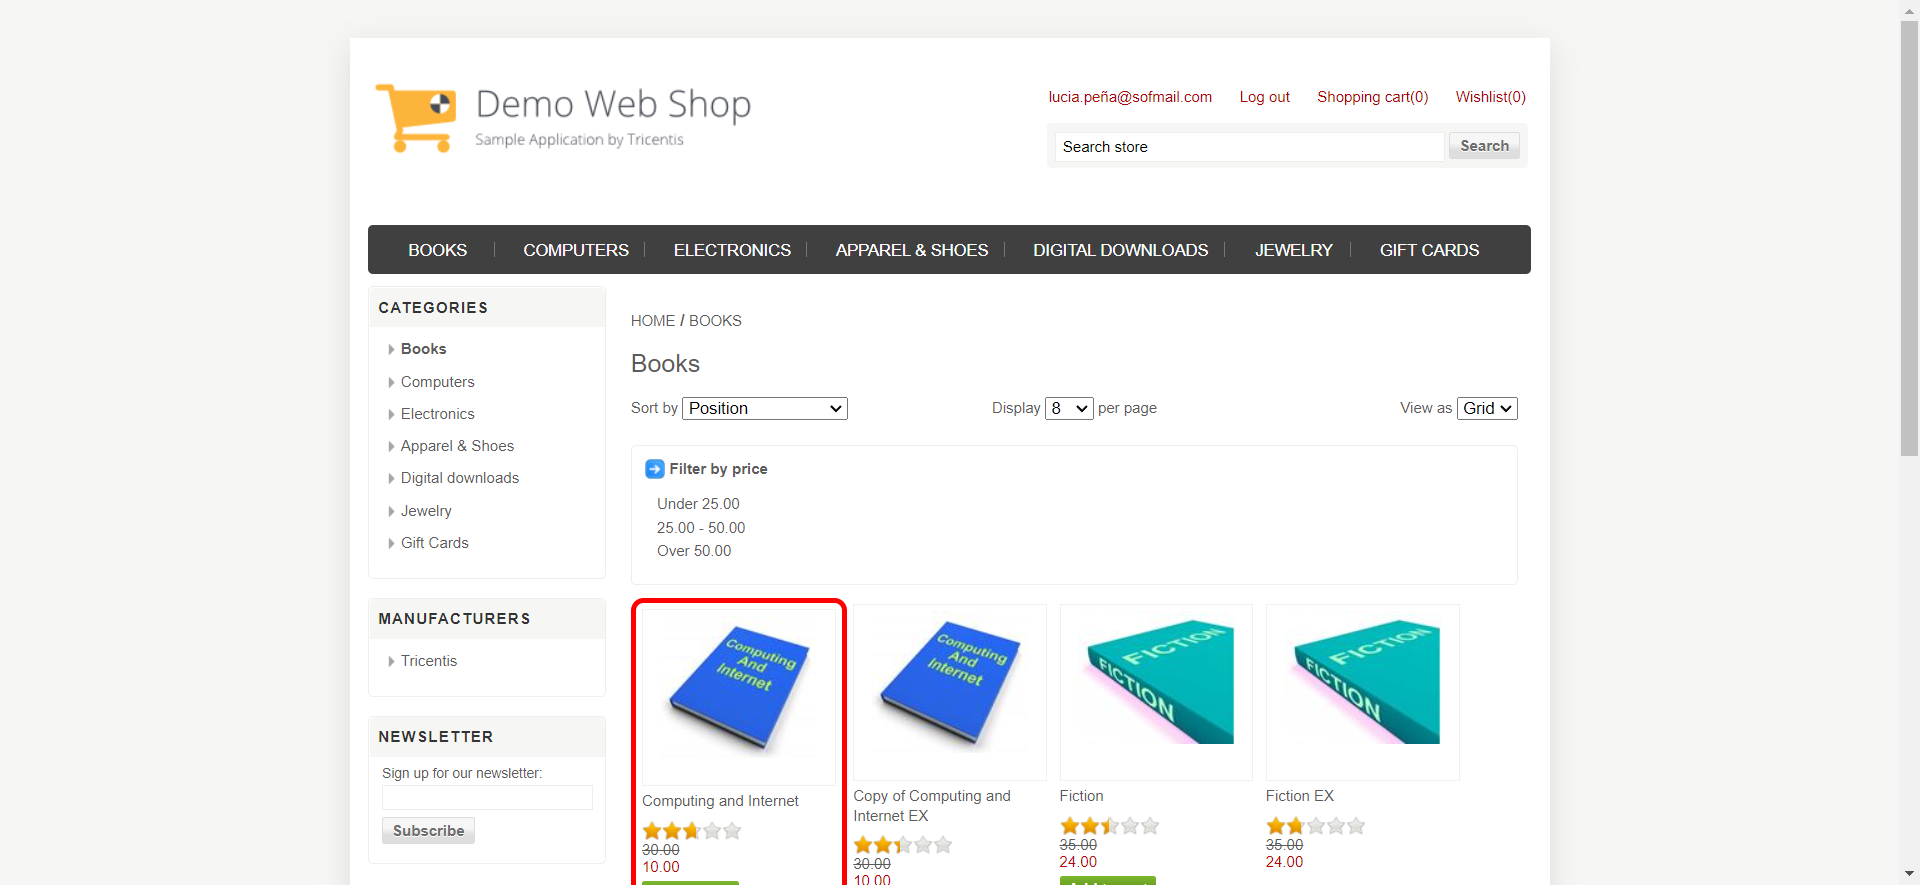 Demo Web Shop
Sample Application by Tricentis
lucia.peña@sofmail.com Log out Shopping cart(0) Wishlist(0)
Search store Search
BOOKS COMPUTERS ELECTRONICS APPAREL & SHOES DIGITAL DOWNLOADS JEWELRY GIFT CARDS
CATEGORIES
Books
Computers
Electronics
Apparel & Shoes
Digital downloads
Jewelry
Gift Cards
MANUFACTURERS
Tricentis
NEWSLETTER
Sign up for our newsletter:
Subscribe
HOME / BOOKS
Books
Sort by Position Display 8 per page View as Grid
Filter by price
Under 25.00
25.00 - 50.00
Over 50.00
Computing
And
Internet
Computing and Internet
30.00
10.00
Computing
And
Internet
Copy of Computing and
Internet EX
30.00
10.00
FICTION
FICTION
Fiction
35.00
24.00
FICTION
FICTION
Fiction EX
35.00
24.00